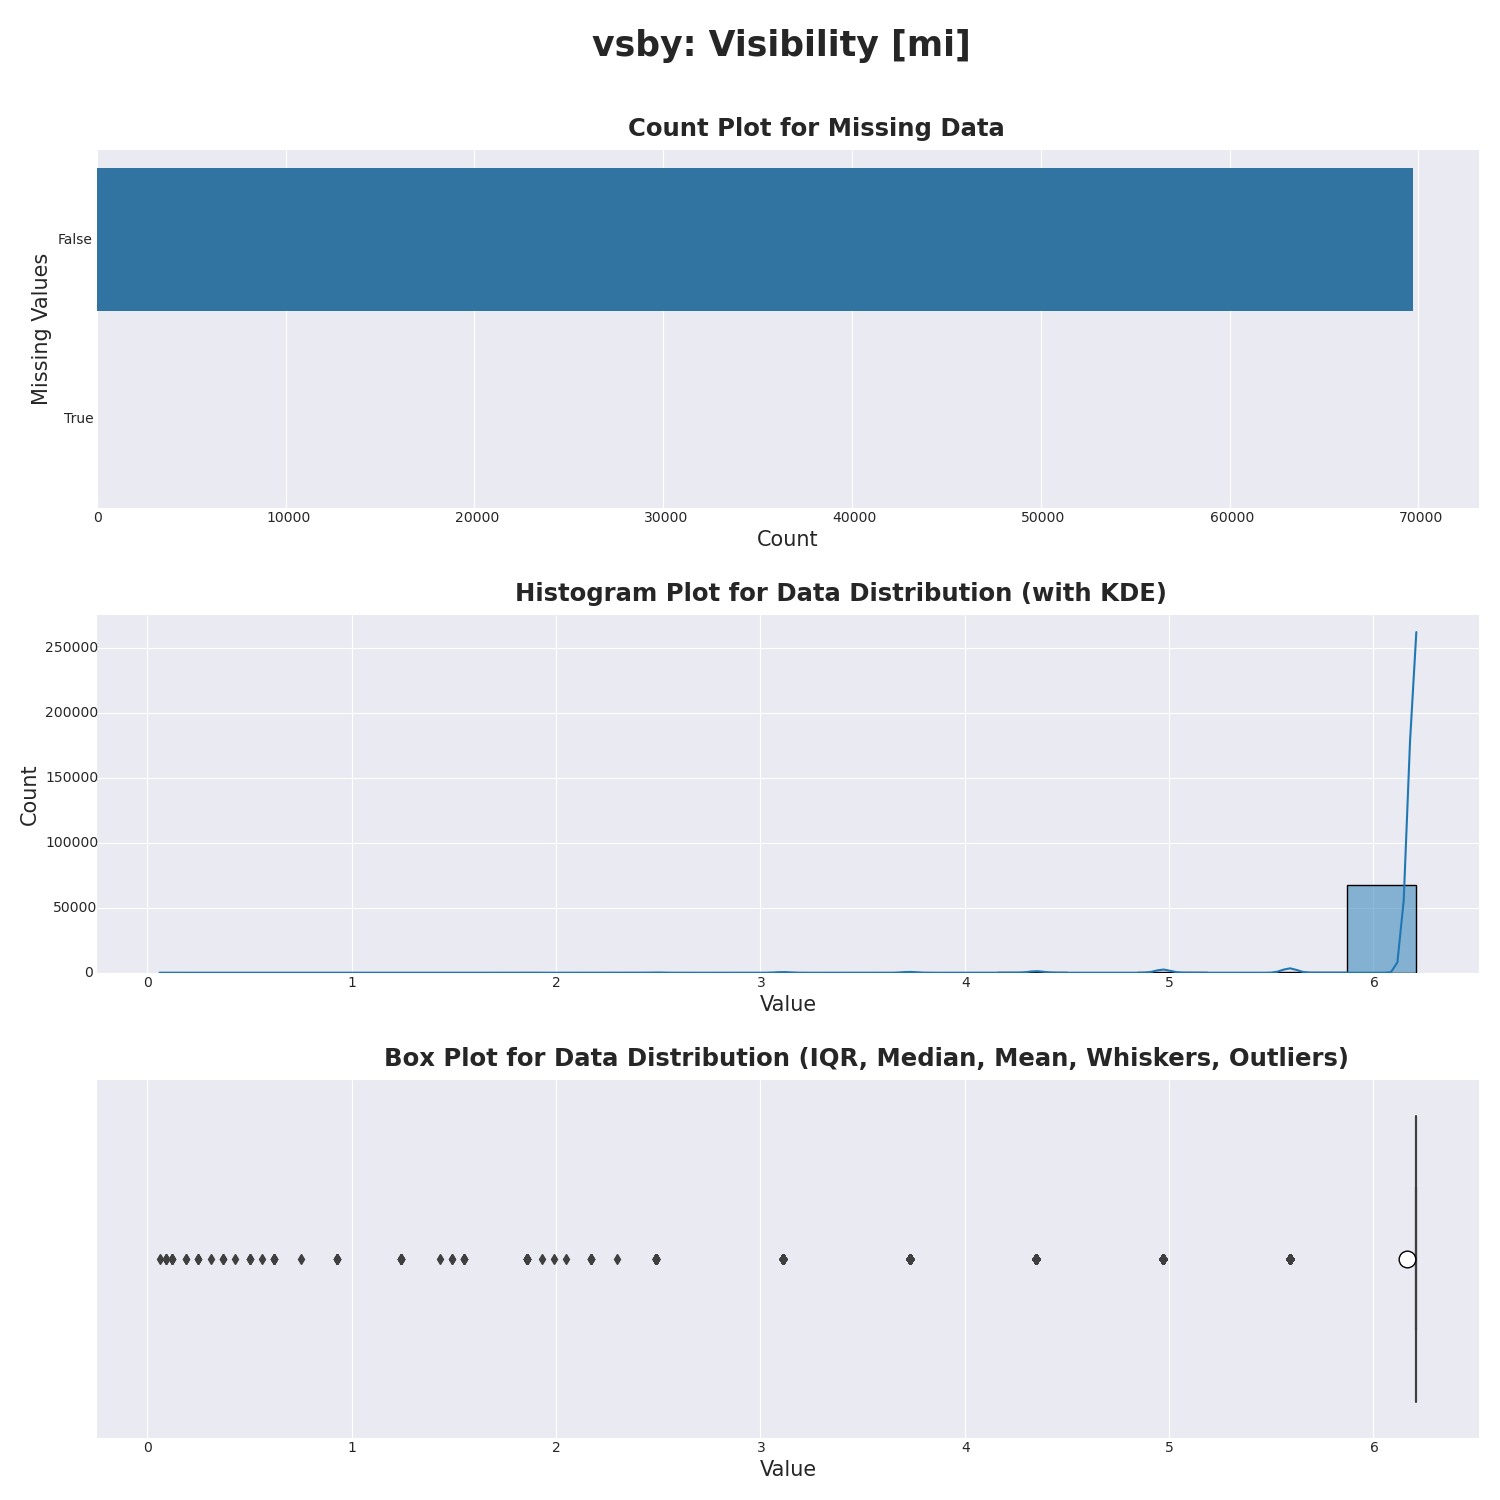 vsby: Visibility [mi]
Count Plot for Missing Data
Missing Values
False
True
0 10000 20000 30000 40000 50000 60000 70000
Count
Histogram Plot for Data Distribution (with KDE)
Count
250000
200000
150000
100000
50000
0
0 1 2 3 4 5 6
Value
Box Plot for Data Distribution (IQR, Median, Mean, Whiskers, Outliers)
0 1 2 3 4 5 6
Value